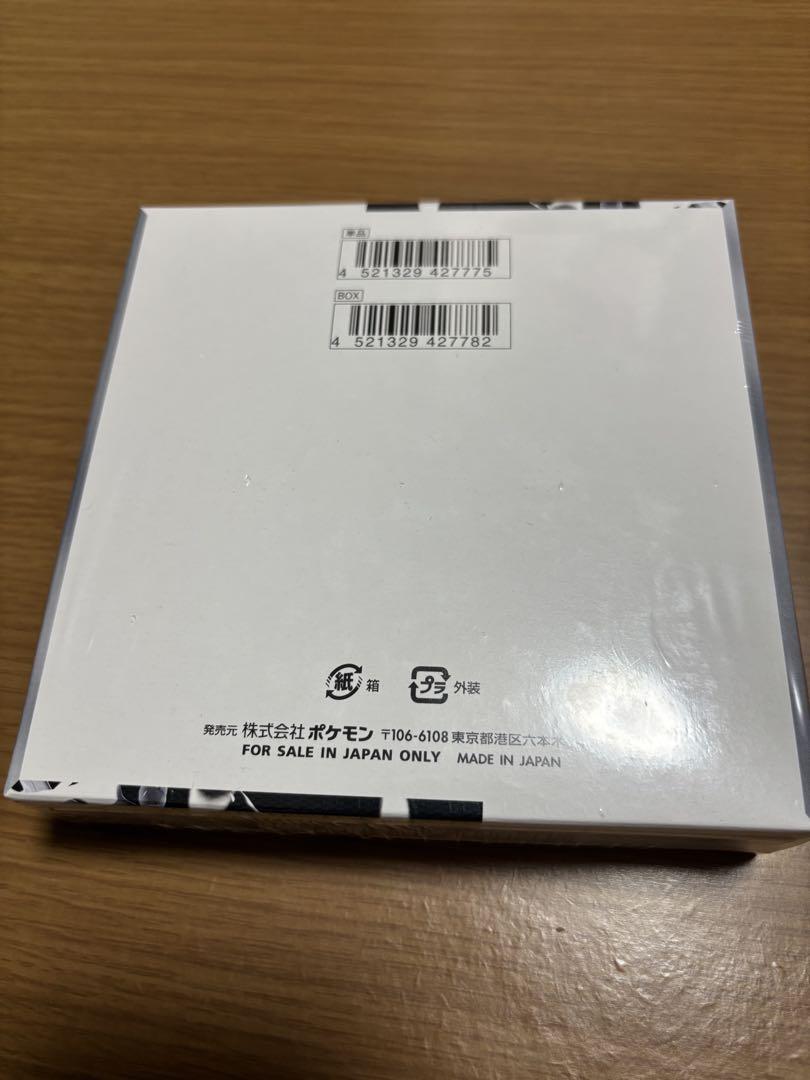 単品
4 521329 427775
BOX
4 521329 427782
紙 箱 プラ 外装
発売元 株式会社 ポケモン 〒106-6108 東京都港区六本木
FOR SALE IN JAPAN ONLY MADE IN JAPAN